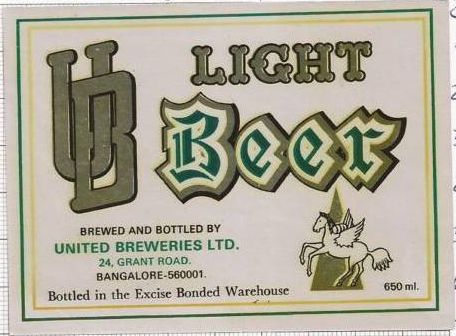 UB
LIGHT
Beer
BREWED AND BOTTLED BY
UNITED BREWERIES LTD.
24, GRANT ROAD.
BANGALORE-560001.
Bottled in the Excise Bonded Warehouse
650 ml.